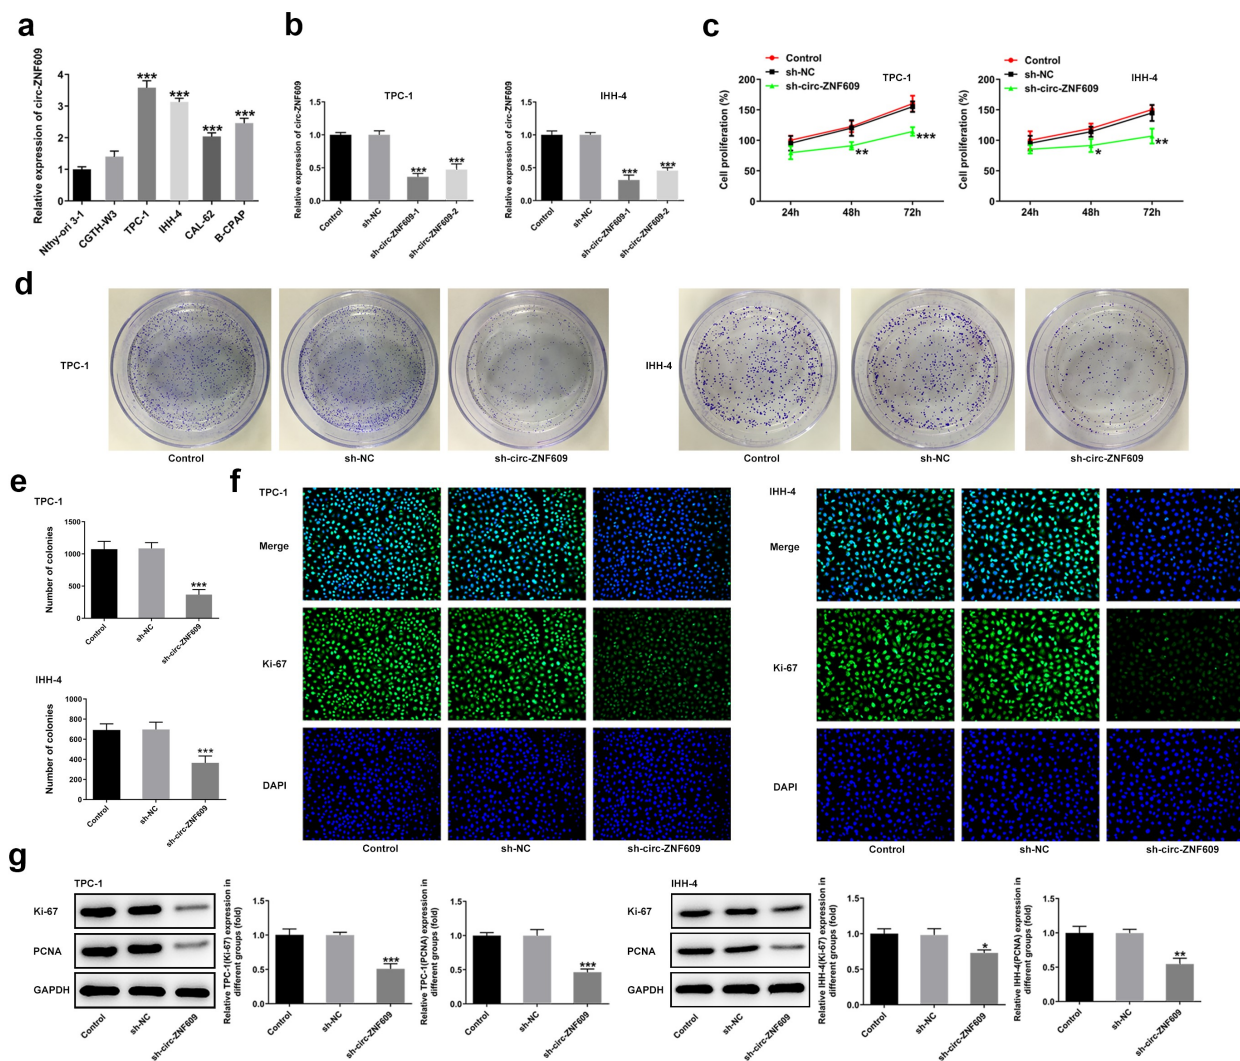 a
Relative expression of circ-ZNF609
4
3
2
1
0
***
***
***
***
Nthy-ori 3-1
CGTH-W3
TPC-1
IHH-4
CAL-62
B-CPAP
b
TPC-1
Relative expression of circ-ZNF609
1.5
1.0
0.5
0.0
***
***
Control
sh-NC
sh-circ-ZNF609-1
sh-circ-ZNF609-2
IHH-4
Relative expression of circ-ZNF609
1.5
1.0
0.5
0.0
***
***
Control
sh-NC
sh-circ-ZNF609-1
sh-circ-ZNF609-2
c
Control
sh-NC
sh-circ-ZNF609
TPC-1
Cell proliferation (%)
200
150
100
50
0
**
***
24h
48h
72h
Control
sh-NC
sh-circ-ZNF609
IHH-4
Cell proliferation (%)
200
150
100
50
0
*
**
24h
48h
72h
d
TPC-1
Control
sh-NC
sh-circ-ZNF609
IHH-4
Control
sh-NC
sh-circ-ZNF609
e
TPC-1
Number of colonies
1500
1000
500
0
***
Control
sh-NC
sh-circ-ZNF609
IHH-4
Number of colonies
1000
800
600
400
200
0
***
Control
sh-NC
sh-circ-ZNF609
f
TPC-1
Merge
Ki-67
DAPI
Control
sh-NC
sh-circ-ZNF609
IHH-4
Merge
Ki-67
DAPI
Control
sh-NC
sh-circ-ZNF609
g
TPC-1
Ki-67
PCNA
GAPDH
Control
sh-NC
sh-circ-ZNF609
Relative TPC-1(Ki-67) expression in
different groups (fold)
1.5
1.0
0.5
0.0
***
Control
sh-NC
sh-circ-ZNF609
Relative TPC-1(PCNA) expression in
different groups (fold)
1.5
1.0
0.5
0.0
***
Control
sh-NC
sh-circ-ZNF609
IHH-4
Ki-67
PCNA
GAPDH
Control
sh-NC
sh-circ-ZNF609
Relative IHH-4(Ki-67) expression in
different groups (fold)
1.5
1.0
0.5
0.0
*
Control
sh-NC
sh-circ-ZNF609
Relative IHH-4(PCNA) expression in
different groups (fold)
1.5
1.0
0.5
0.0
**
Control
sh-NC
sh-circ-ZNF609